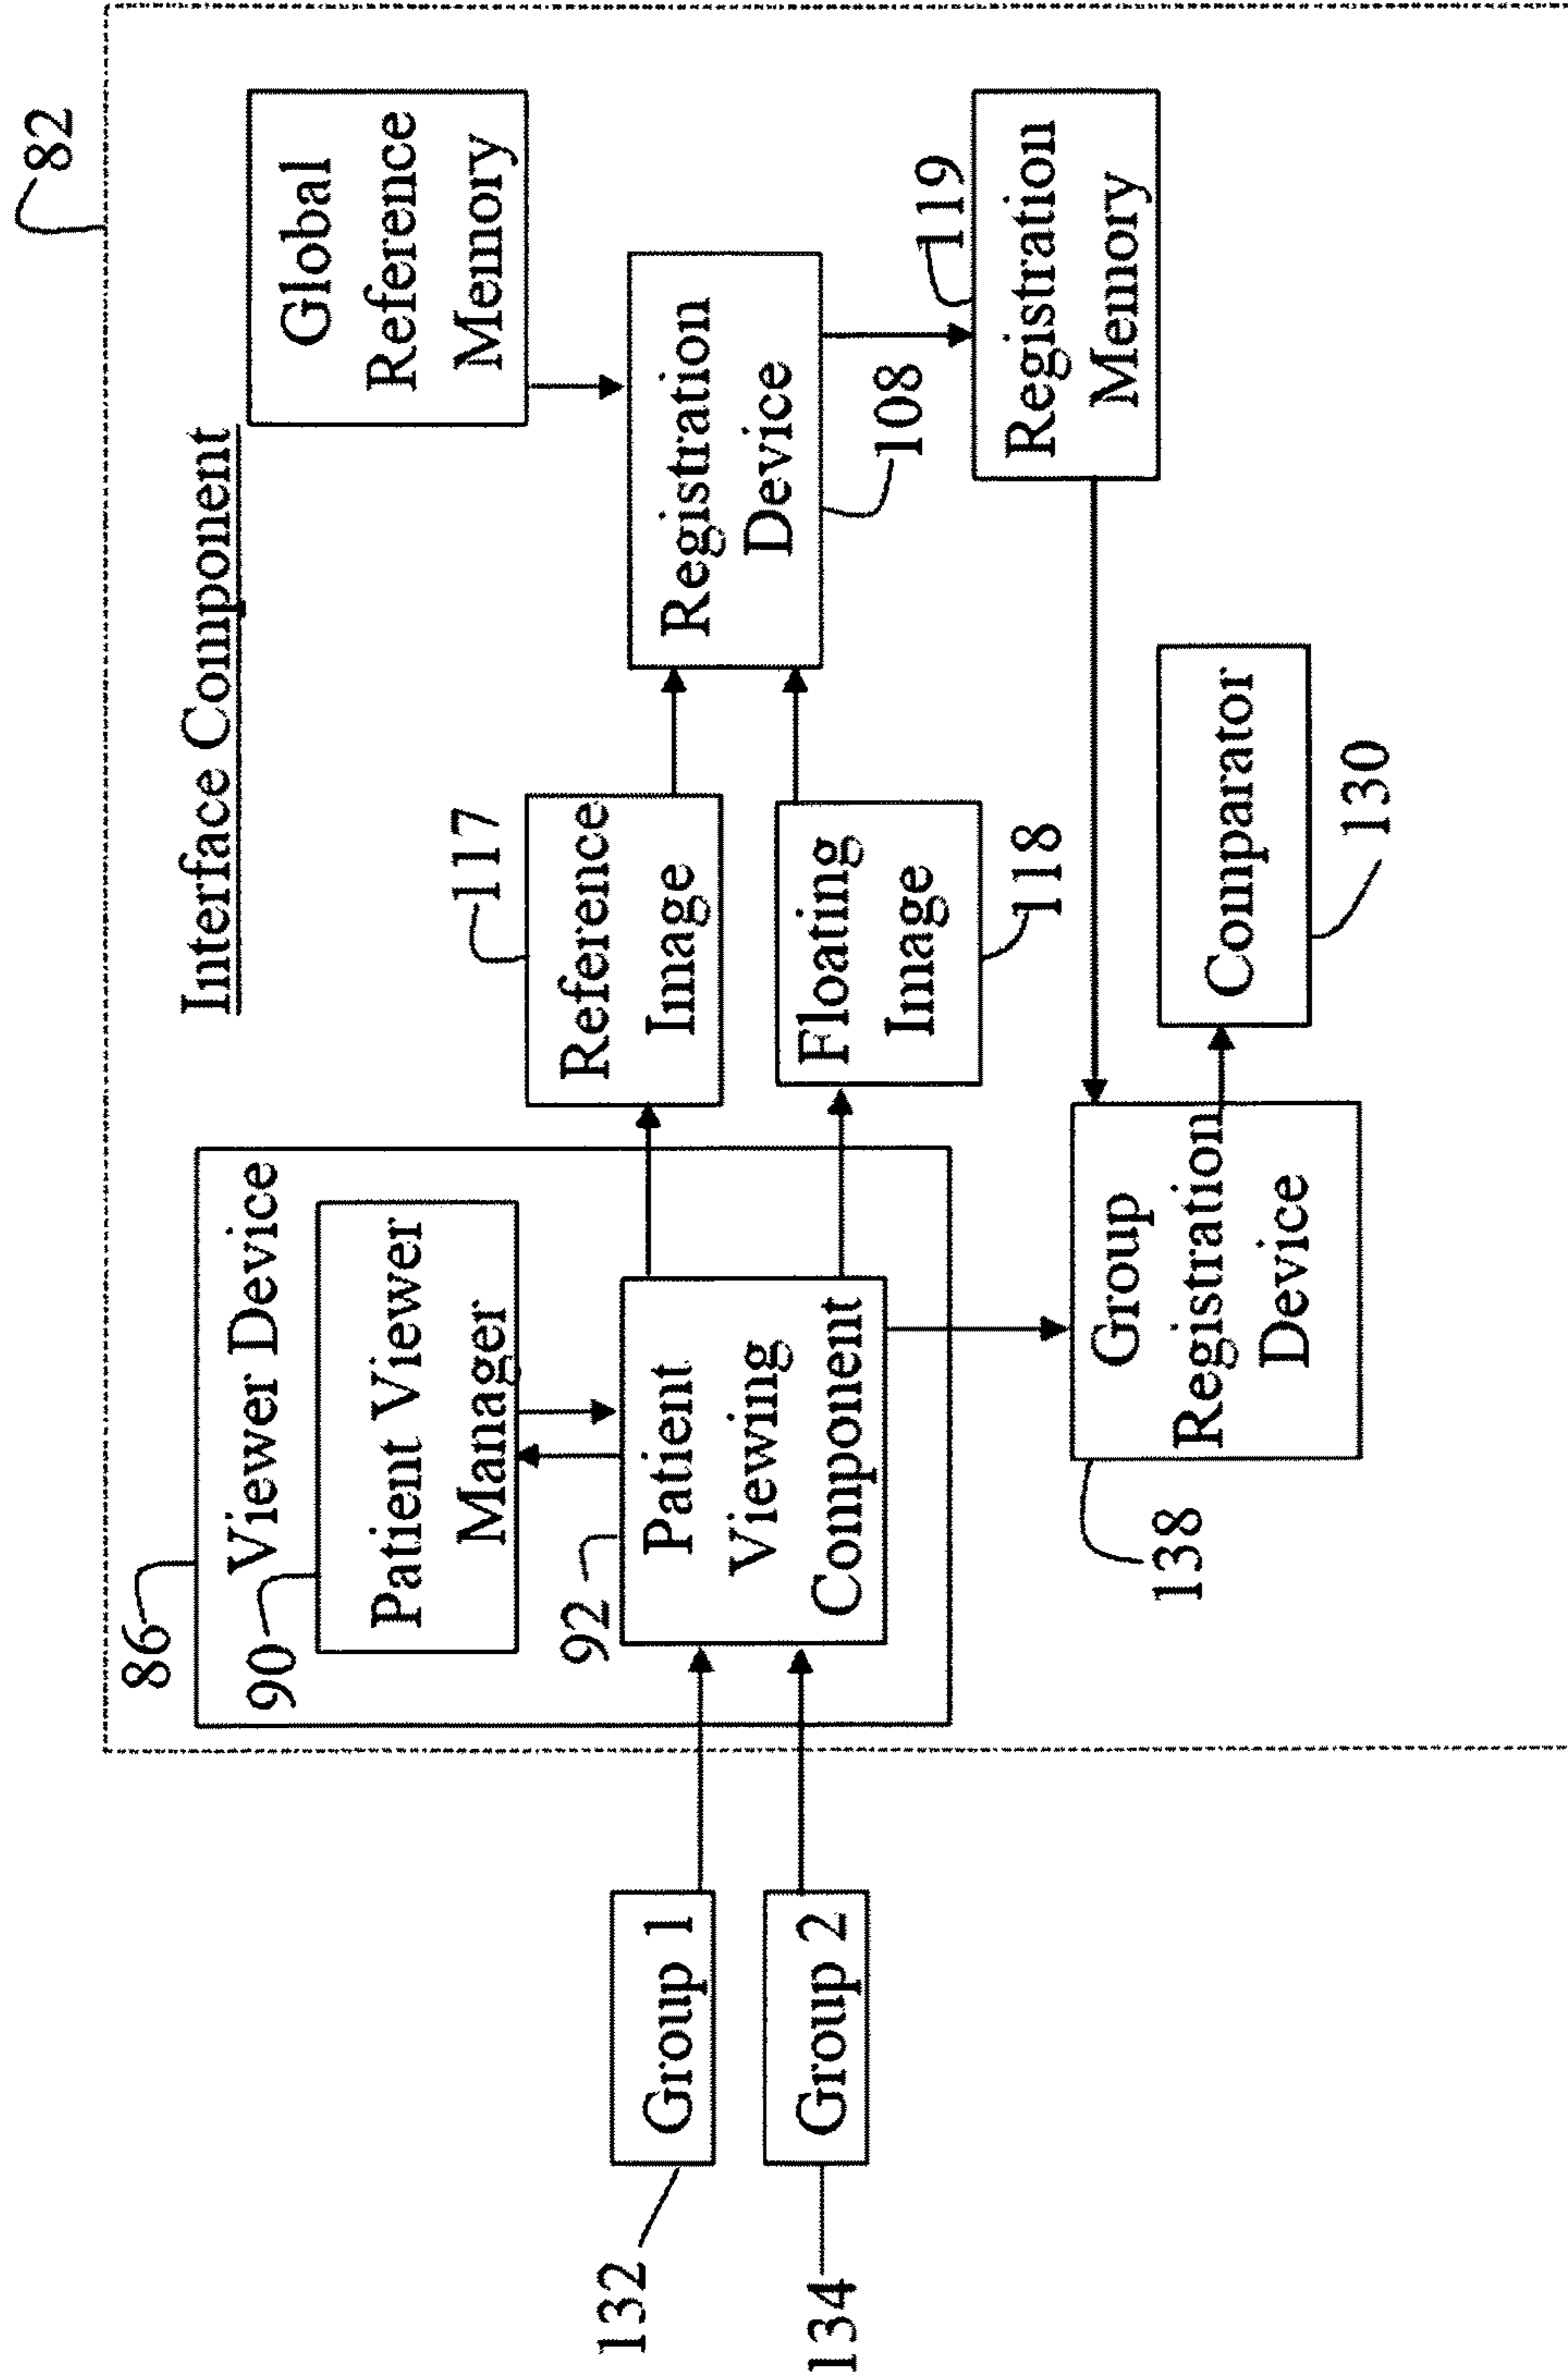 82
Interface Component
86
Viewer Device
90
Patient Viewer
Manager
92
Patient
Viewing
Component
117
Reference
Image
Floating
Image
118
Global
Reference
Memory
Registration
Device
108
119
Registration
Memory
132
Group 1
Group 2
134
138
Group
Registration
Device
Comparator
130